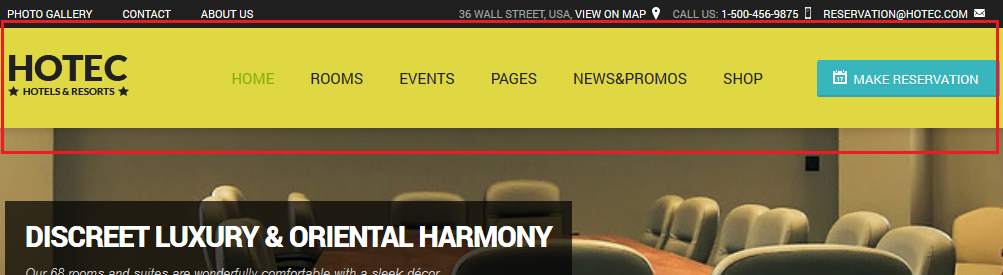 PHOTO GALLERY CONTACT ABOUT US 36 WALL STREET, USA, VIEW ON MAP CALL US: 1-500-456-9875 RESERVATION@HOTEC.COM
HOTEC
HOTELS & RESORTS
HOME ROOMS EVENTS PAGES NEWS&PROMOS SHOP
17 MAKE RESERVATION
DISCREET LUXURY & ORIENTAL HARMONY
Our 68 rooms and suites are wonderfully comfortable with a sleek décor